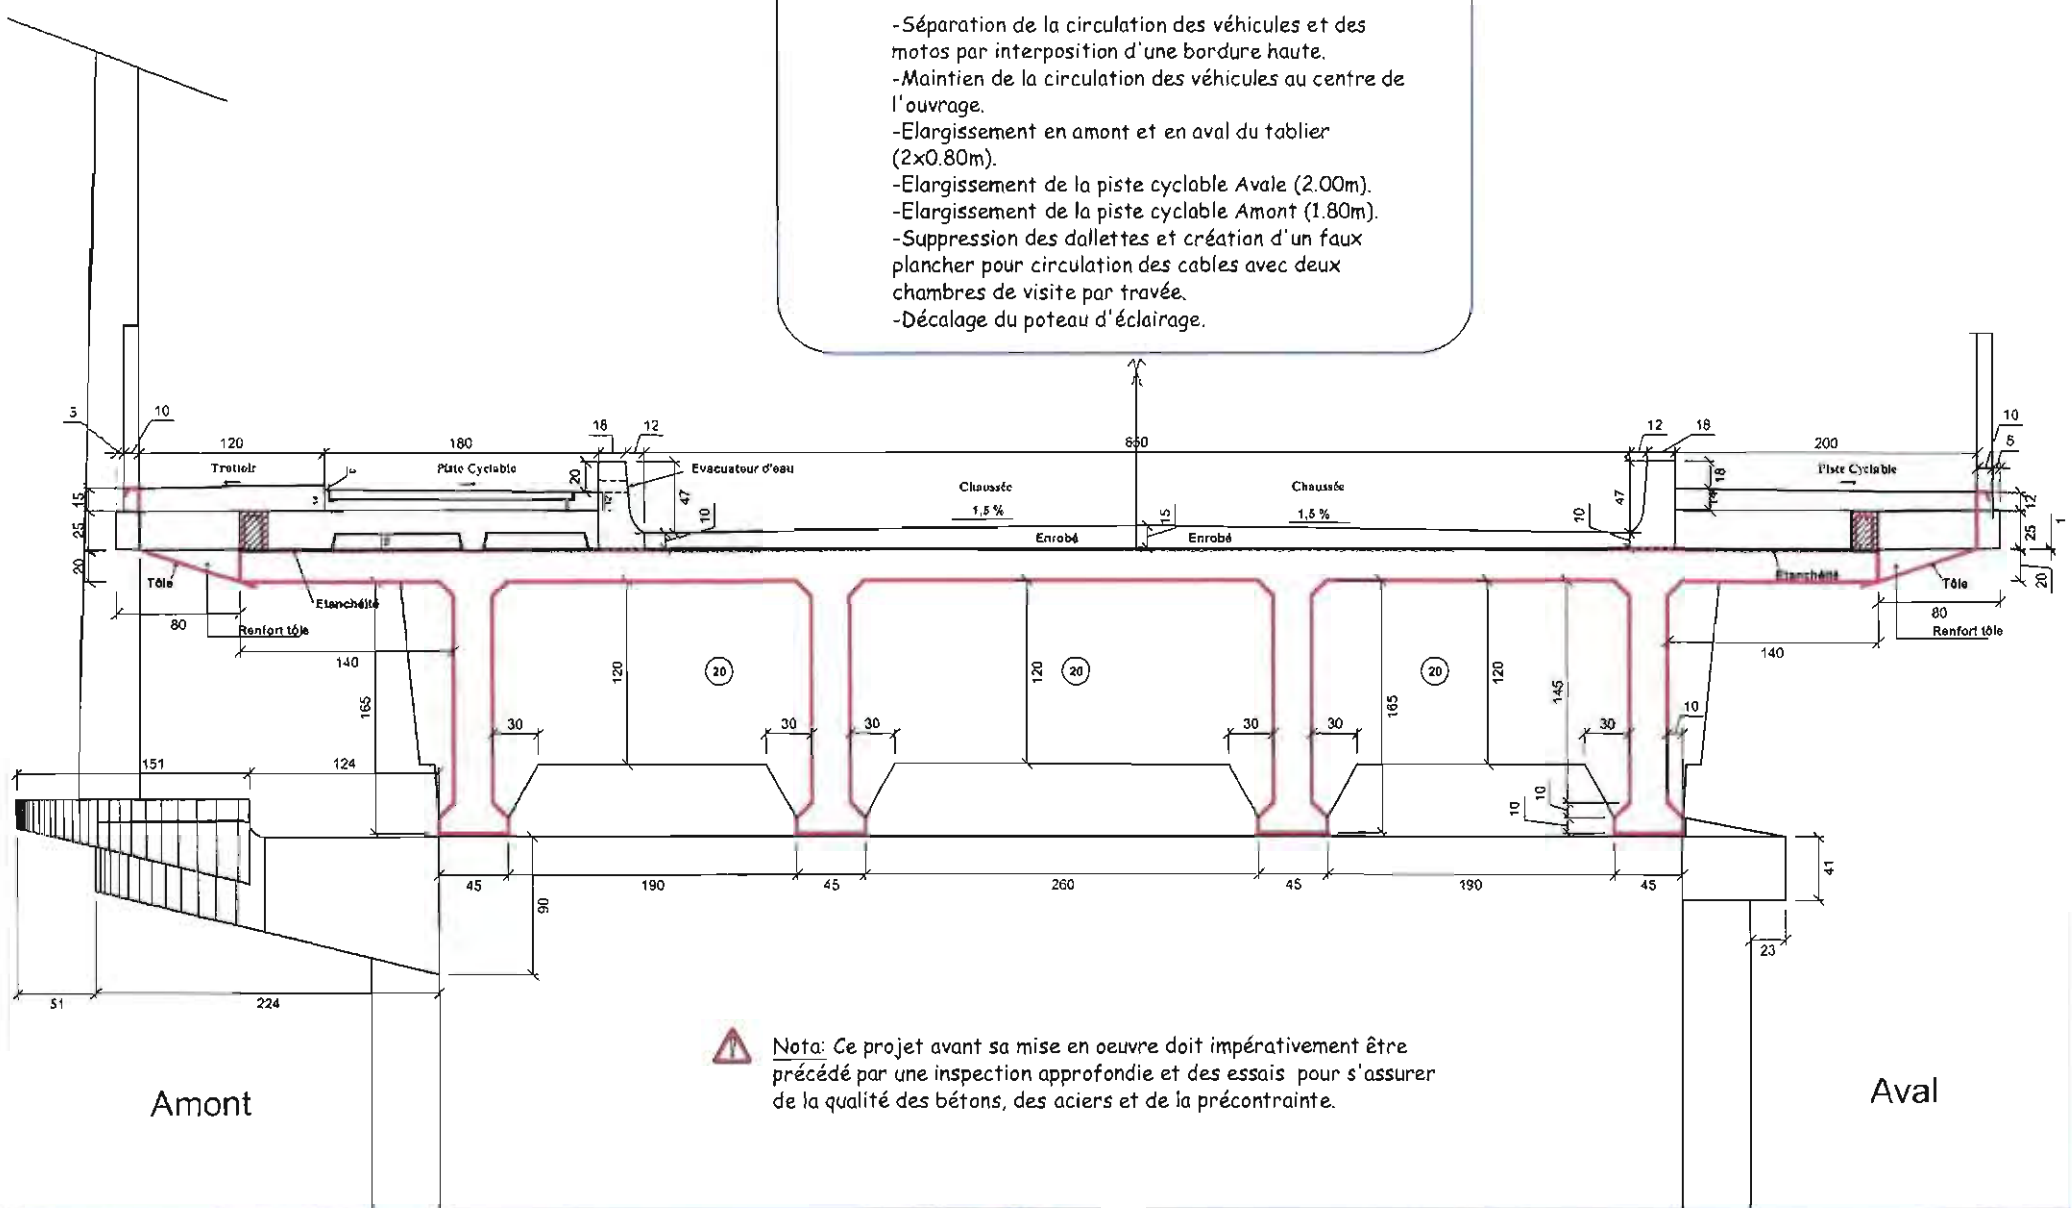 -Séparation de la circulation des véhicules et des
motos par interposition d'une bordure haute.
-Maintien de la circulation des véhicules au centre de
l'ouvrage.
-Elargissement en amont et en aval du tablier
(2x0.80m).
-Elargissement de la piste cyclable Avale (2.00m).
-Elargissement de la piste cyclable Amont (1.80m).
-Suppression des dallettes et création d'un faux
plancher pour circulation des cables avec deux
chambres de visite par travée.
-Décalage du poteau d'éclairage.
10
120
180
18
12
12
18
200
10
5
Trottoir
Piste Cyclable
Evacuateur d'eau
Chaussée
Chaussée
Piste Cyclable
20
47
10
1,5 %
15
1,5 %
10
47
18
12
15
25
20
Enrobé
Enrobé
25
1
20
Tôle
Etanchéité
Etanchéité
Tôle
80
Renfort tôle
80
Renfort tôle
140
140
165
120
20
120
20
165
20
120
145
10
30
30
30
30
30
30
151
124
10
10
45
190
45
260
45
190
45
90
41
23
51
224
Nota: Ce projet avant sa mise en oeuvre doit impérativement être
précédé par une inspection approfondie et des essais pour s'assurer
de la qualité des bétons, des aciers et de la précontrainte.
Amont
Aval